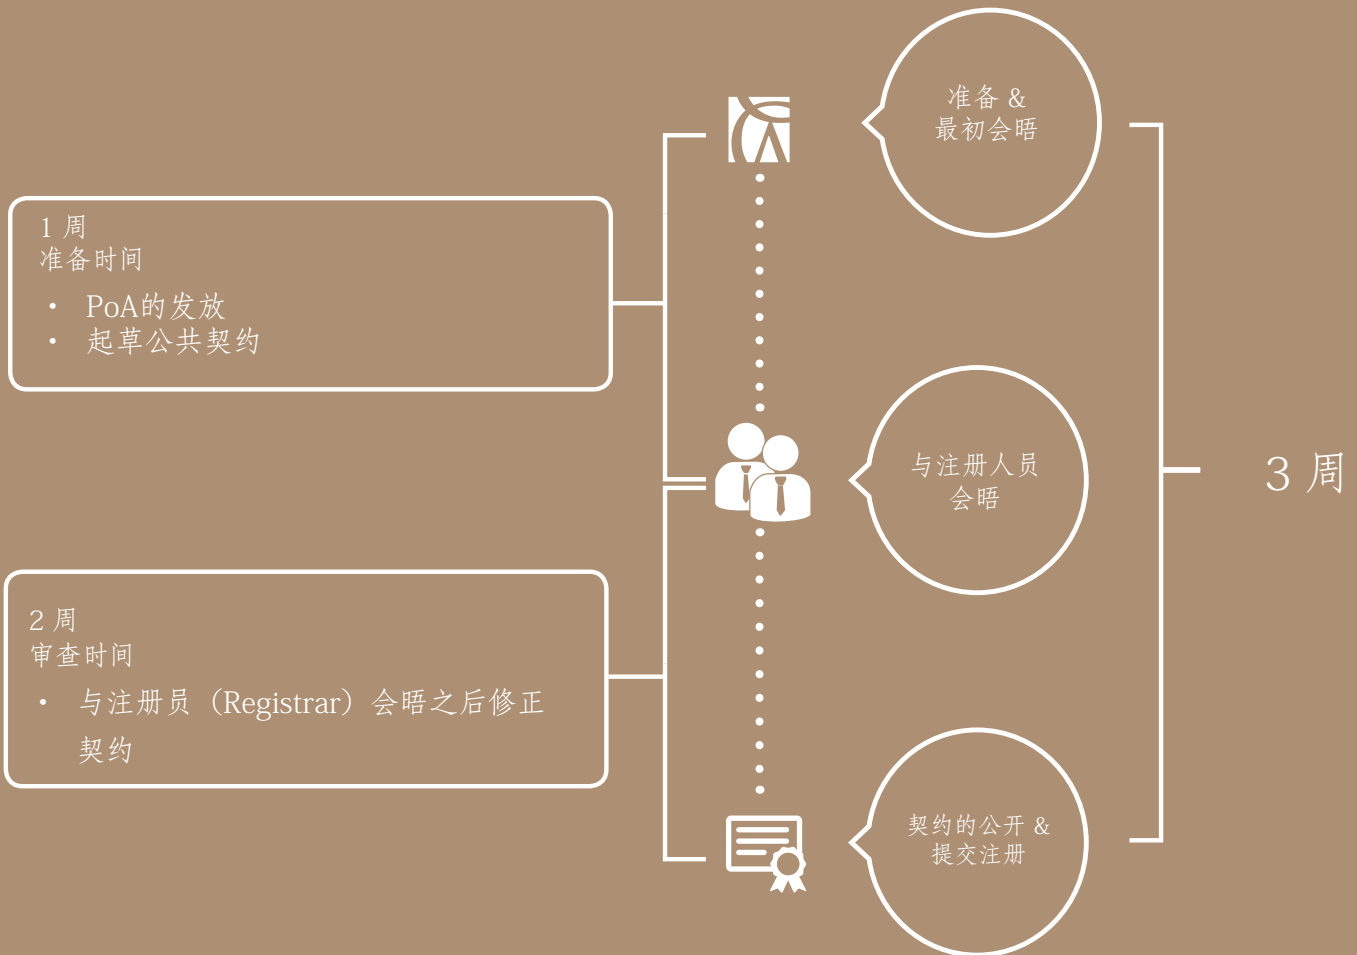 准备 &
最初会晤
1 周
准备时间
• PoA的发放
• 起草公共契约
与注册人员
会晤
3 周
2 周
审查时间
• 与注册员（Registrar）会晤之后修正
契约
契约的公开 &
提交注册